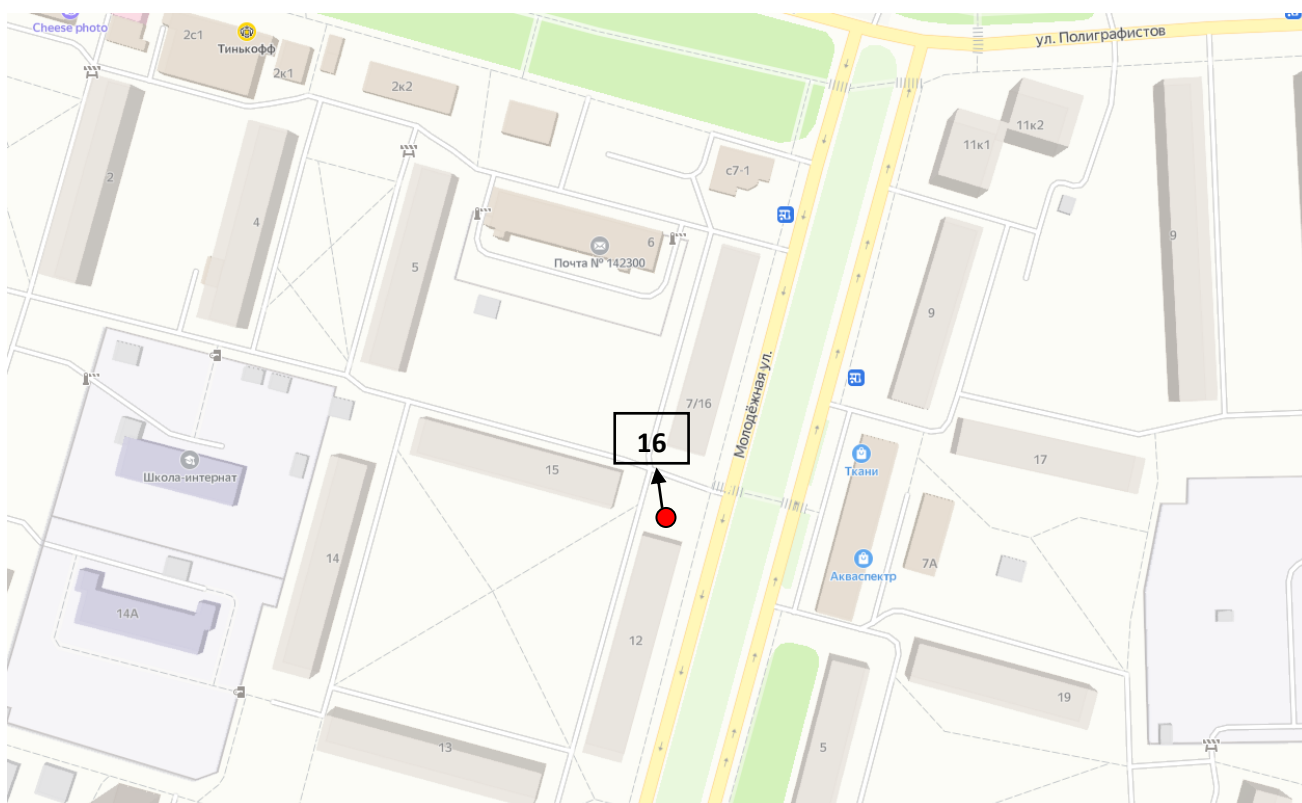 Cheese photo
2с1
Тинькофф
2к1
2к2
ул. Полиграфистов
11к2
11к1
с7-1
2
4
5
6
Почта № 142300
9
9
Молодёжная ул.
7/16
16
15
Школа-интернат
Ткани
17
14
7А
Акваспектр
14А
12
19
13
5